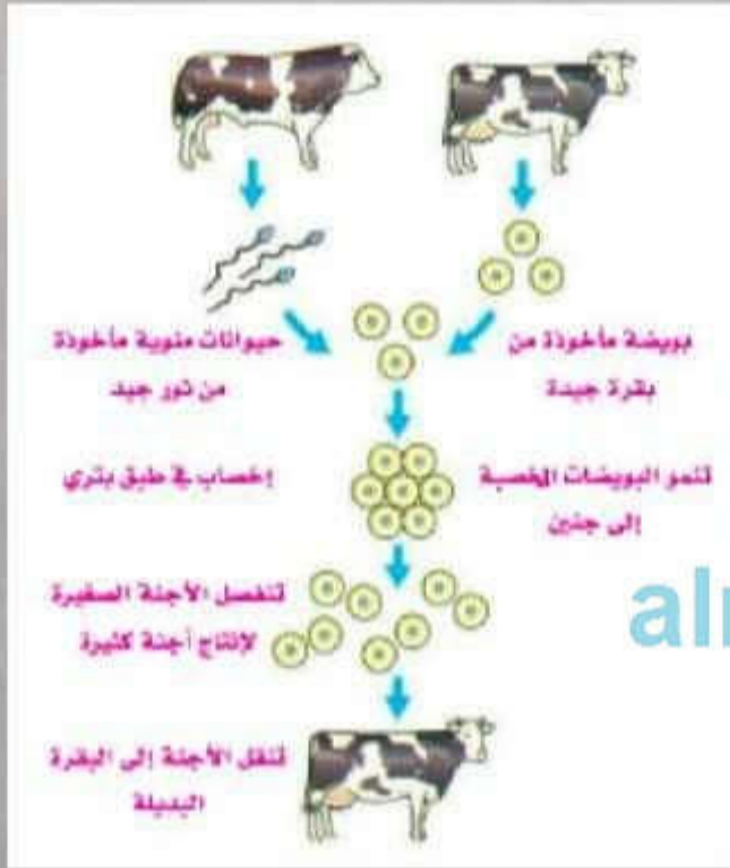 حيوانات منوية مأخوذة
من ثور جيد
بويضة مأخوذة من
بقرة جيدة
إخصاب في طبق بتري
تنمو البويضات المخصبة
إلى جنين
تنفصل الأجنة الصغيرة
لإنتاج أجنة كثيرة
تنقل الأجنة إلى البقرة
البديلة